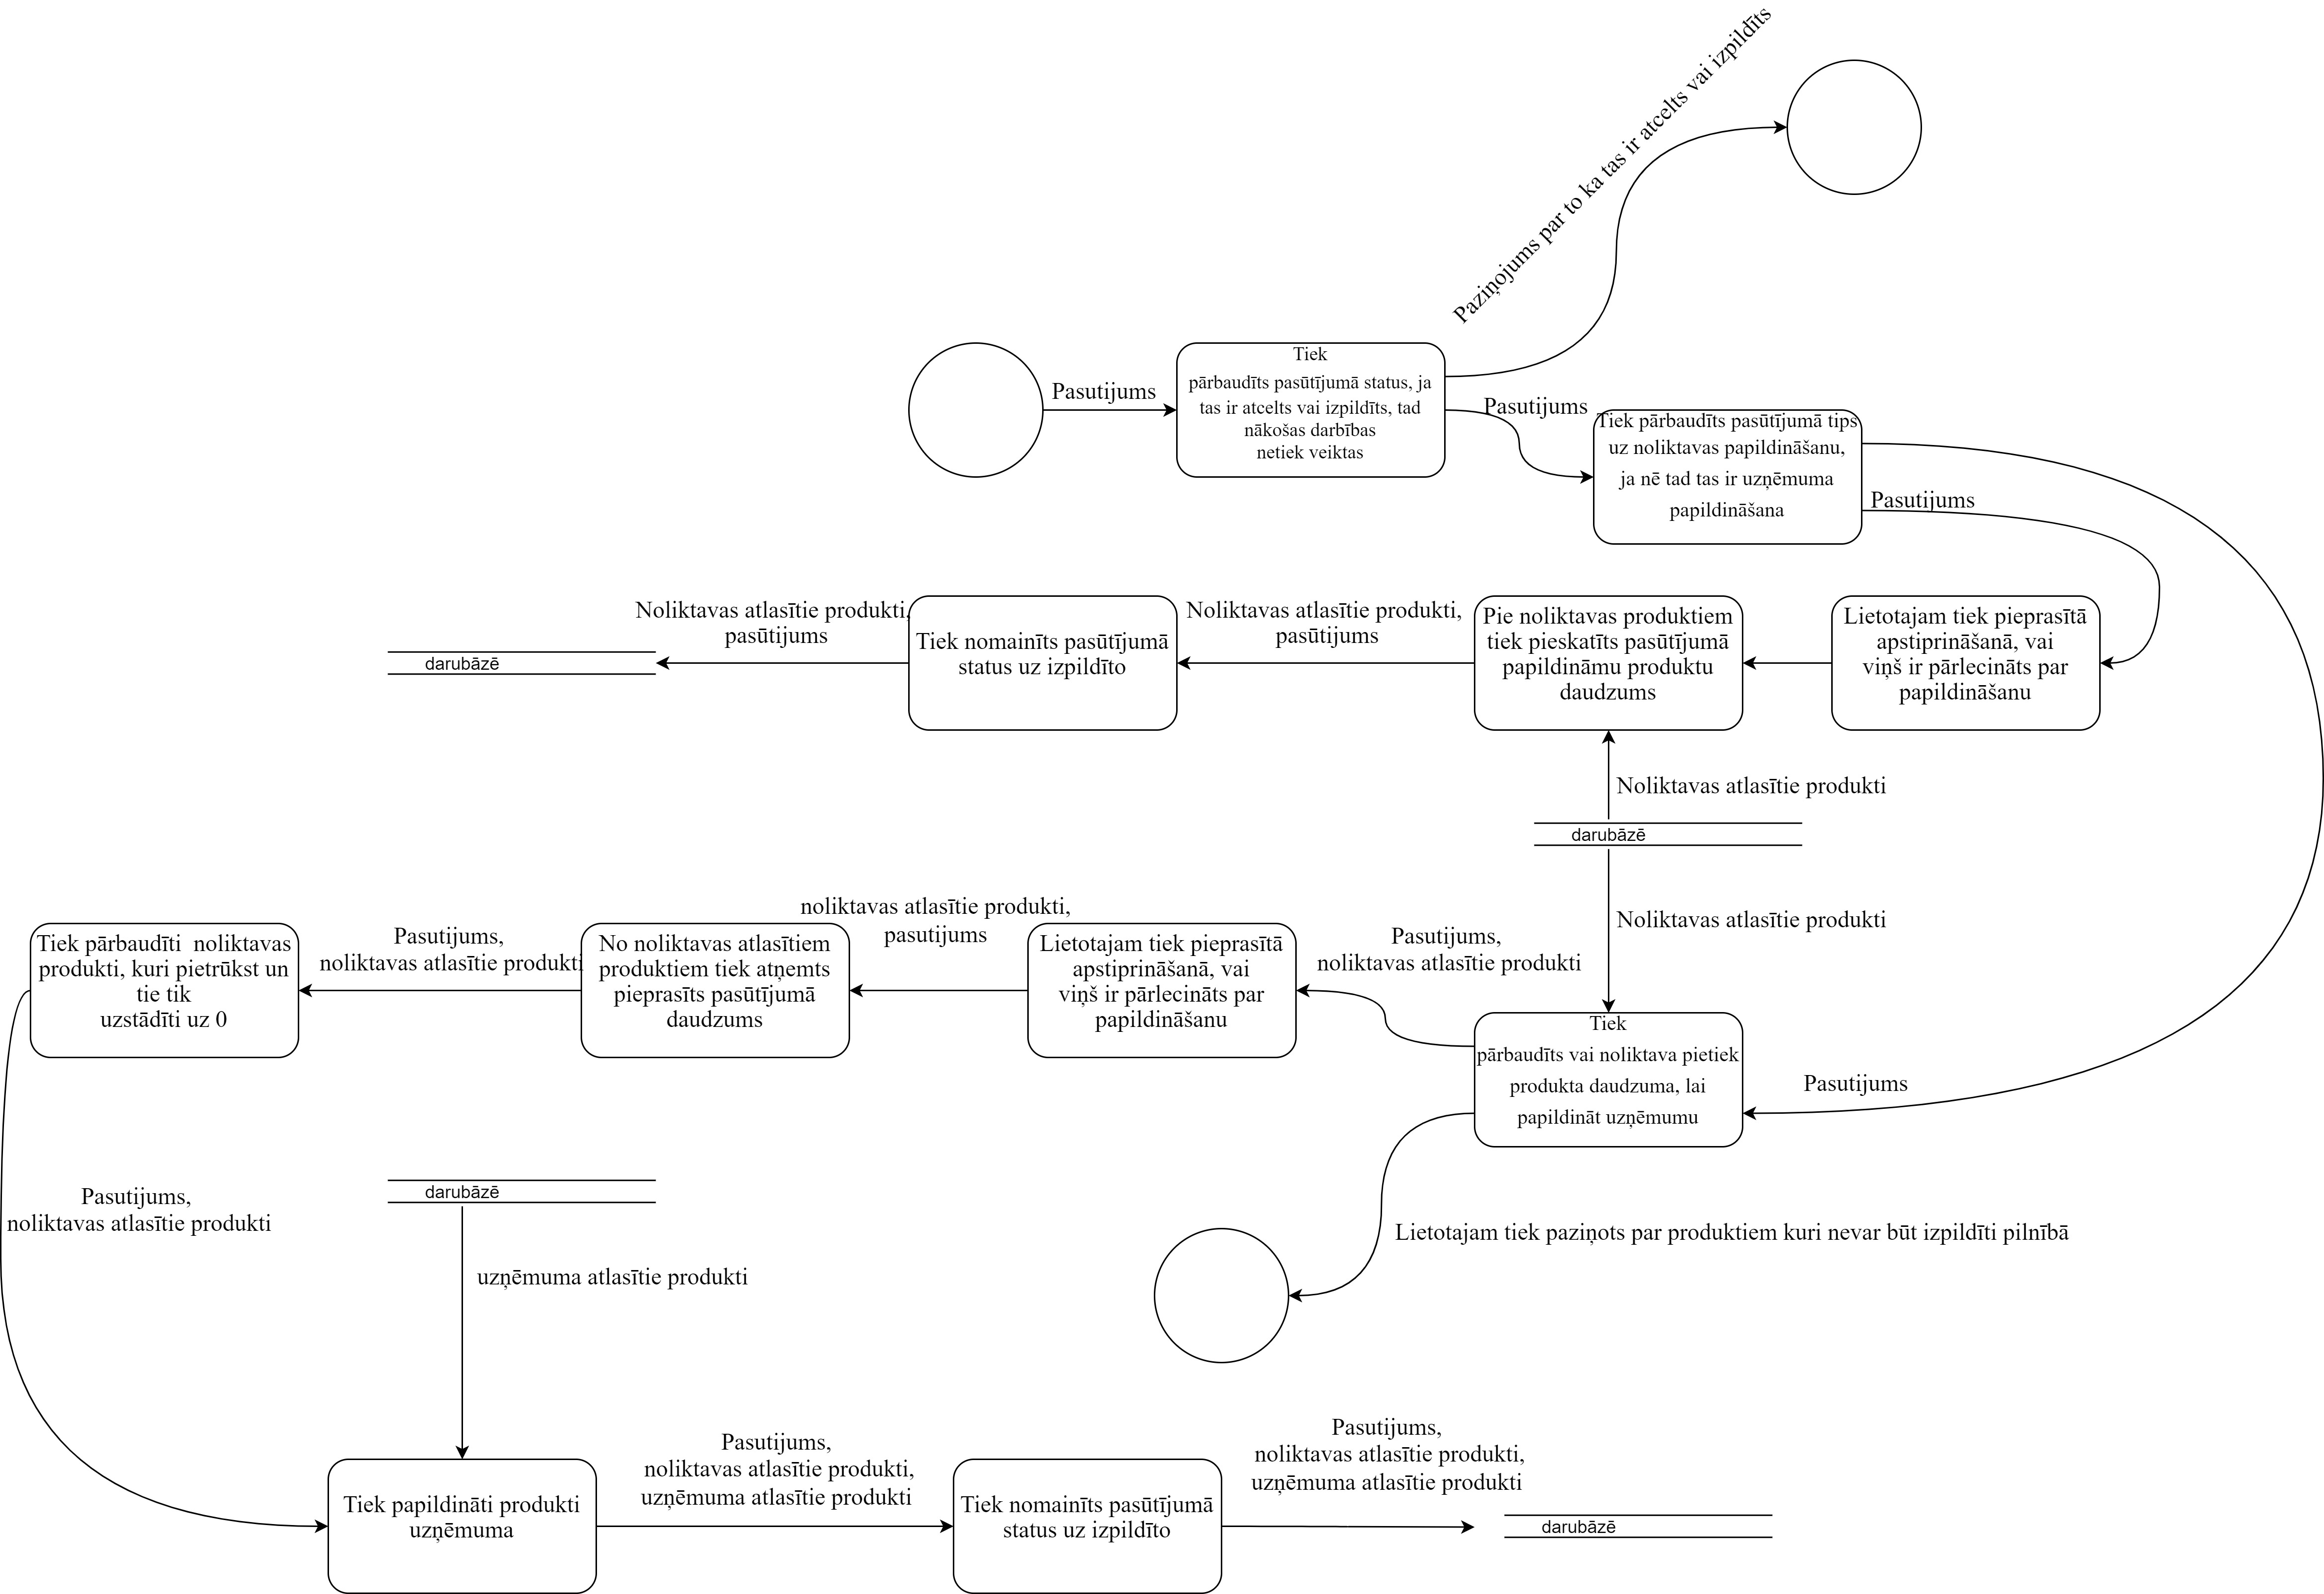 Paziņojums par to ka tas ir atcelts vai izpildīts
Pasutijums
Tiek
pārbaudīts pasūtījumā status, ja
tas ir atcelts vai izpildīts, tad
nākošas darbības
netiek veiktas
Pasutijums
Tiek pārbaudīts pasūtījumā tips
uz noliktavas papildināšanu,
ja nē tad tas ir uzņēmuma
papildināšana
Pasutijums
darubāzē
Noliktavas atlasītie produkti,
pasūtijums
Tiek nomainīts pasūtījumā
status uz izpildīto
Noliktavas atlasītie produkti,
pasūtijums
Pie noliktavas produktiem
tiek pieskatīts pasūtījumā
papildināmu produktu
daudzums
Lietotajam tiek pieprasītā
apstiprināšanā, vai
viņš ir pārlecināts par
papildināšanu
Noliktavas atlasītie produkti
darubāzē
Noliktavas atlasītie produkti
Tiek pārbaudīti  noliktavas
produkti, kuri pietrūkst un
tie tik
uzstādīti uz 0
Pasutijums,
noliktavas atlasītie produkti
No noliktavas atlasītiem
produktiem tiek atņemts
pieprasīts pasūtījumā
daudzums
noliktavas atlasītie produkti,
pasutijums
Lietotajam tiek pieprasītā
apstiprināšanā, vai
viņš ir pārlecināts par
papildināšanu
Pasutijums,
noliktavas atlasītie produkti
Tiek
pārbaudīts vai noliktava pietiek
produkta daudzuma, lai
papildināt uzņēmumu
Pasutijums
Pasutijums,
noliktavas atlasītie produkti
darubāzē
uzņēmuma atlasītie produkti
Lietotajam tiek paziņots par produktiem kuri nevar būt izpildīti pilnībā
Tiek papildināti produkti
uzņēmuma
Pasutijums,
noliktavas atlasītie produkti,
uzņēmuma atlasītie produkti
Tiek nomainīts pasūtījumā
status uz izpildīto
Pasutijums,
noliktavas atlasītie produkti,
uzņēmuma atlasītie produkti
darubāzē